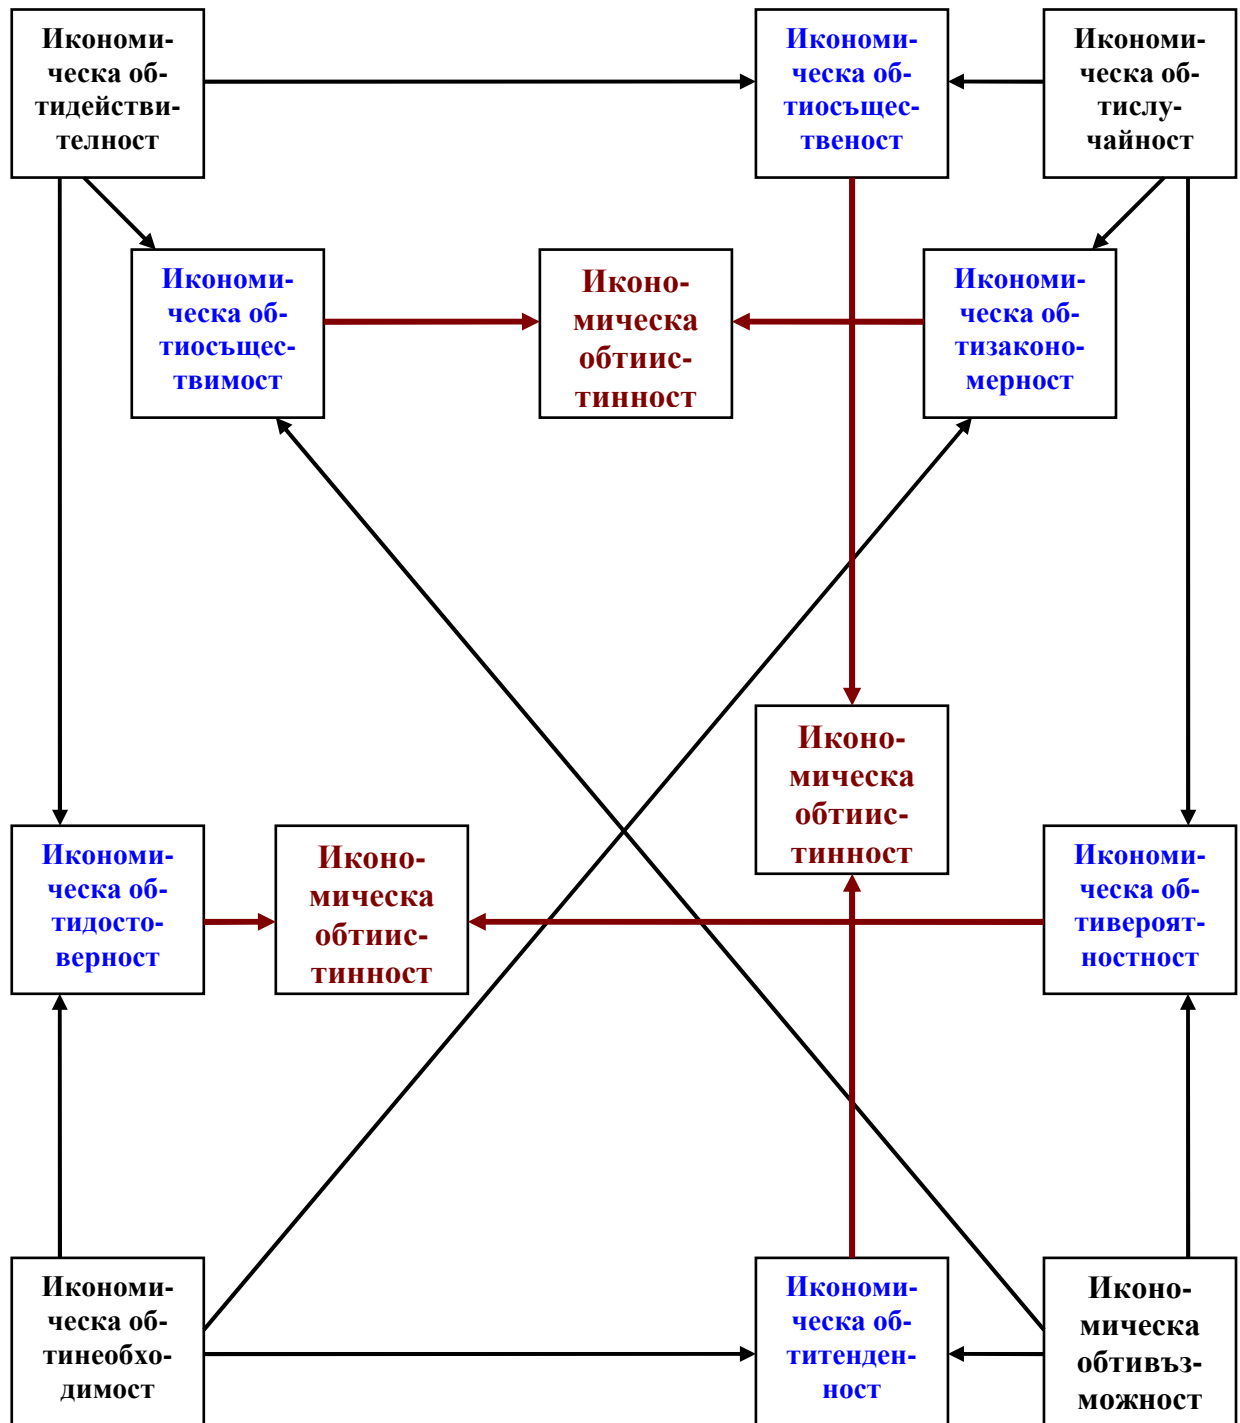 Икономи-
ческа об-
тидействи-
телност
Икономи-
ческа об-
тиосъщес-
твеност
Икономи-
ческа об-
тислу-
чайност
Икономи-
ческа об-
тиосъщес-
твимост
Иконо-
мическа
обтиис-
тинност
Икономи-
ческа об-
тизаконо-
мерност
Иконо-
мическа
обтиис-
тинност
Икономи-
ческа об-
тидосто-
верност
Иконо-
мическа
обтиис-
тинност
Икономи-
ческа об-
тивероят-
ностност
Икономи-
ческа об-
тинеобхо-
димост
Икономи-
ческа об-
титенден-
ност
Иконо-
мическа
обтивъз-
можност